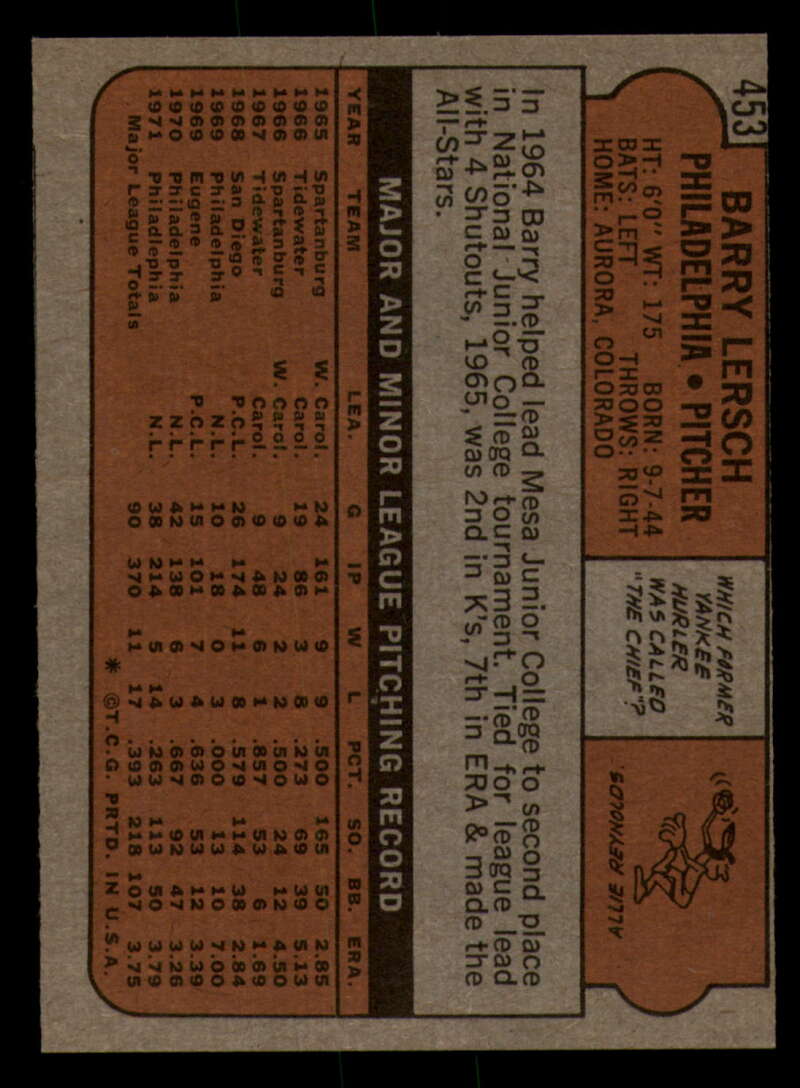 453
BARRY LERSCH
PHILADELPHIA • PITCHER
HT: 6'0" WT: 175 BORN: 9-7-44
BATS: LEFT THROWS: RIGHT
HOME: AURORA, COLORADO
WHICH FORMER
YANKEE
HURLER
WAS CALLED
"THE CHIEF"?
ALLIE REYNOLDS.
In 1964 Barry helped lead Mesa Junior College to second place
in National Junior College tournament. Tied for league lead
with 4 Shutouts, 1965, was 2nd in K's, 7th in ERA & made the
All-Stars.
MAJOR AND MINOR LEAGUE PITCHING RECORD
YEAR TEAM LEA. G IP W L PCT. SO. BB. ERA.
1965 Spartanburg W. Carol. 24 161 9 9 .500 165 50 2.85
1966 Tidewater Carol. 19 86 3 8 .273 69 39 5.13
1966 Spartanburg W. Carol. 9 24 2 2 .500 24 12 4.50
1967 Tidewater Carol. 9 48 6 1 .857 53 6 1.69
1968 San Diego P.C.L. 26 174 11 8 .579 114 38 2.84
1969 Philadelphia N.L. 10 18 0 3 .000 13 10 7.00
1969 Eugene P.C.L. 15 101 7 4 .636 53 12 3.39
1970 Philadelphia N.L. 42 138 6 3 .667 92 47 3.26
1971 Philadlephia N.L. 38 214 5 14 .263 113 50 3.79
Major League Totals 90 370 11 17 .393 218 107 3.75
* ©T.C.G. PRTD. IN U.S.A.